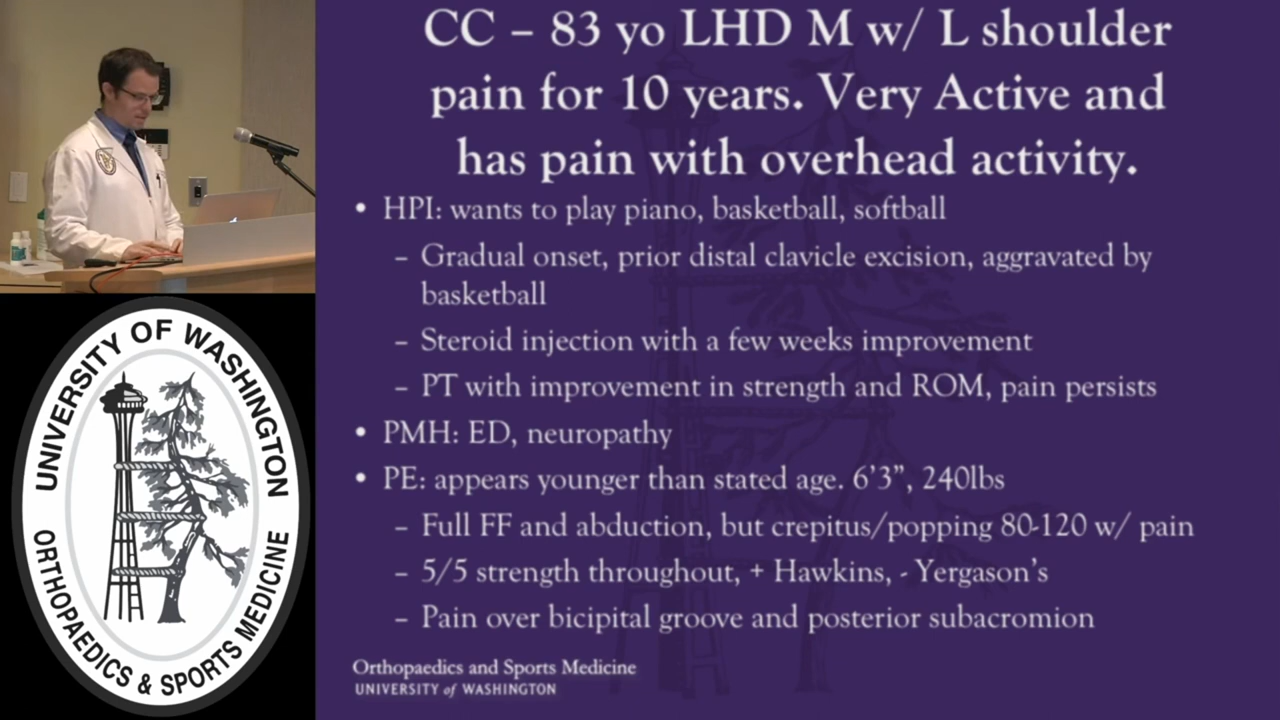 CC – 83 yo LHD M w/ L shoulder
pain for 10 years. Very Active and
has pain with overhead activity.
• HPI: wants to play piano, basketball, softball
– Gradual onset, prior distal clavicle excision, aggravated by
basketball
– Steroid injection with a few weeks improvement
– PT with improvement in strength and ROM, pain persists
• PMH: ED, neuropathy
• PE: appears younger than stated age. 6’3”, 240lbs
– Full FF and abduction, but crepitus/popping 80-120 w/ pain
– 5/5 strength throughout, + Hawkins, - Yergason’s
– Pain over bicipital groove and posterior subacromion
Orthopaedics and Sports Medicine
UNIVERSITY of WASHINGTON
UNIVERSITY OF WASHINGTON
ORTHOPAEDICS & SPORTS MEDICINE